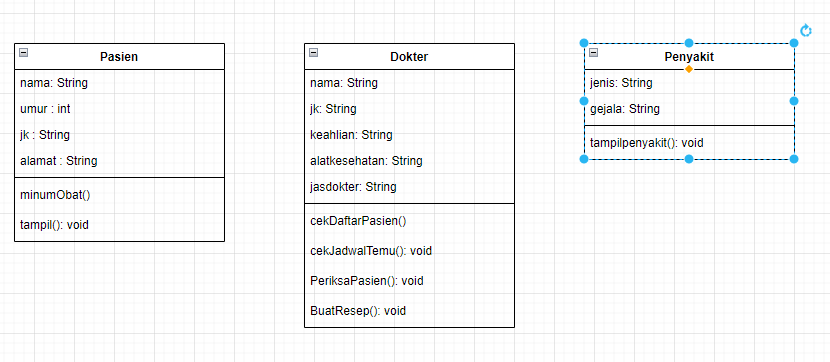 Pasien
nama: String
umur : int
jk : String
alamat : String
minumObat()
tampil(): void
Dokter
nama: String
jk: String
keahlian: String
alatkesehatan: String
jasdokter: String
cekDaftarPasien()
cekJadwalTemu(): void
PeriksaPasien(): void
BuatResep(): void
Penyakit
jenis: String
gejala: String
tampilpenyakit(): void